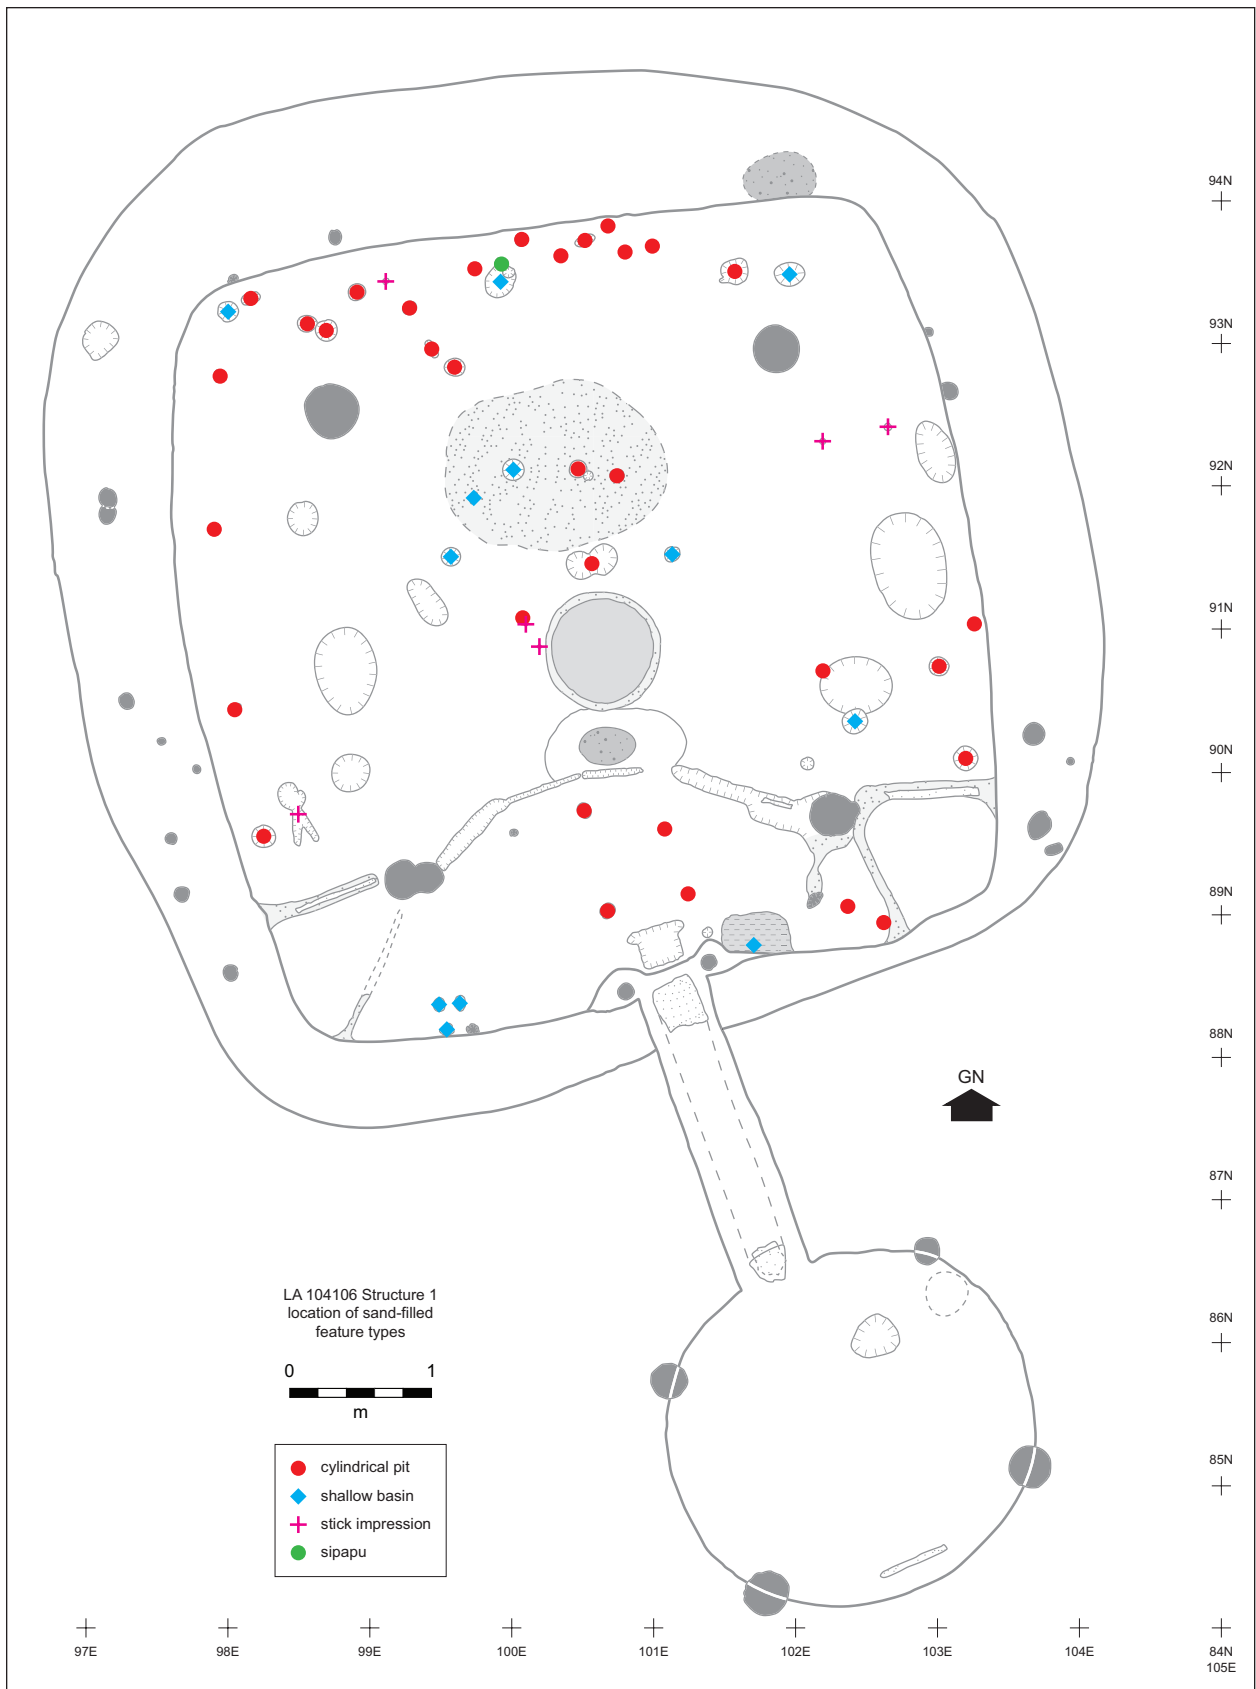 94N
93N
92N
91N
90N
89N
88N
GN
87N
LA 104106 Structure 1
location of sand-filled
feature types
86N
0 1
m
cylindrical pit
shallow basin
stick impression
sipapu
85N
97E 98E 99E 100E 101E 102E 103E 104E 84N
105E